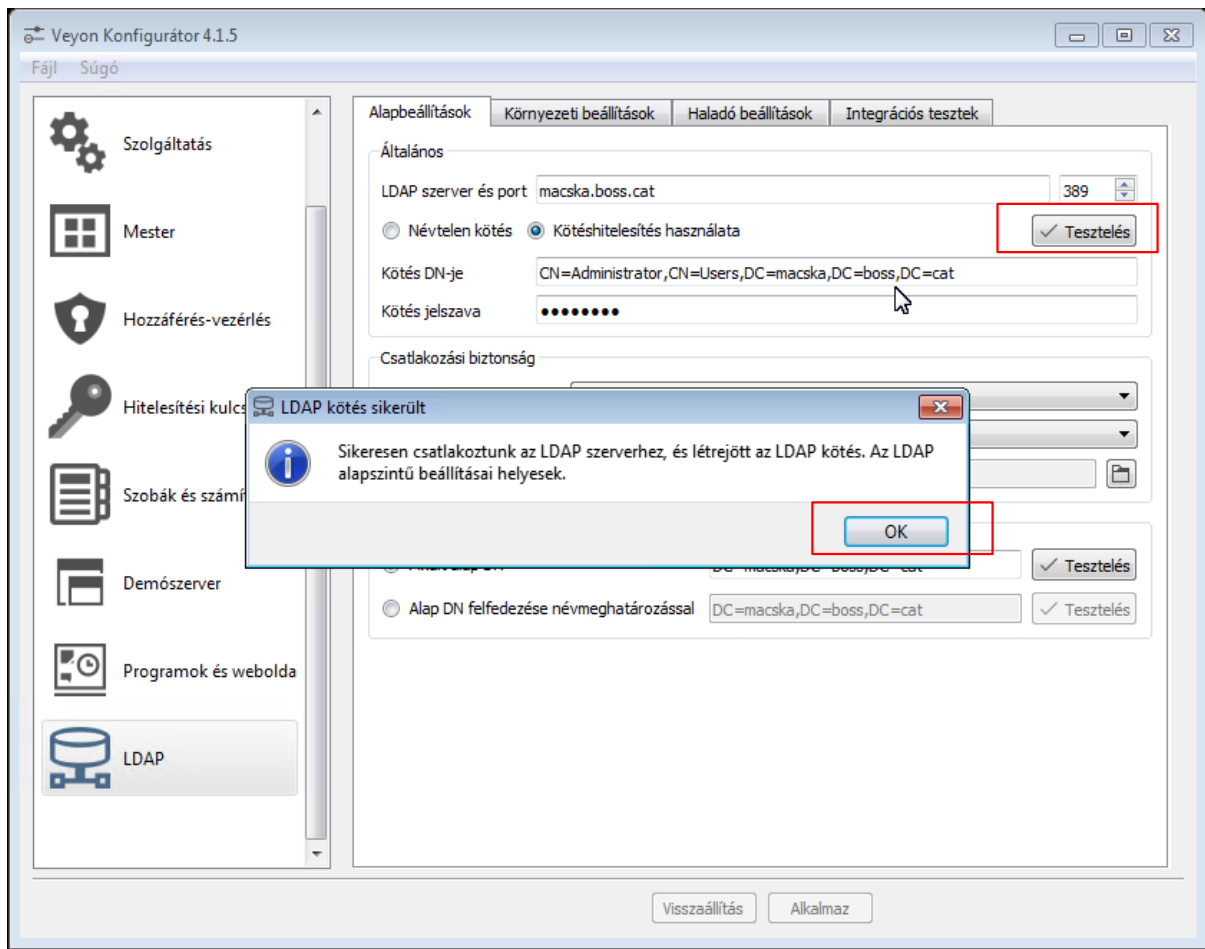 Veyon Konfigurátor 4.1.5
Fájl Súgó
Szolgáltatás
Mester
Hozzáférés-vezérlés
Hitelesítési kulcs
Szobák és számí
Demószerver
Programok és webolda
LDAP
Alapbeállítások Környezeti beállítások Haladó beállítások Integrációs tesztek
Általános
LDAP szerver és port macska.boss.cat 389
Névtelen kötés Kötéshitelesítés használata Tesztelés
Kötés DN-je CN=Administrator,CN=Users,DC=macska,DC=boss,DC=cat
Kötés jelszava ••••••••
Csatlakozási biztonság
LDAP kötés sikerült
Sikeresen csatlakoztunk az LDAP szerverhez, és létrejött az LDAP kötés. Az LDAP
alapszintű beállításai helyesek.
OK
Tesztelés
Alap DN felfedezése névmeghatározással DC=macska,DC=boss,DC=cat Tesztelés
Visszaállítás Alkalmaz